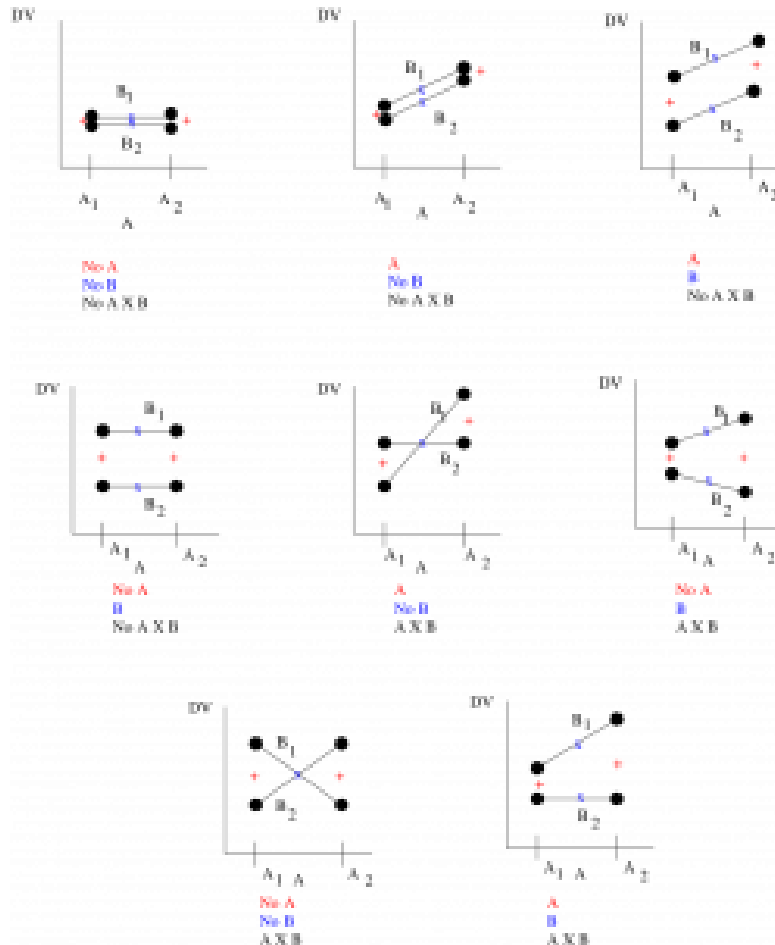 DV DV DV
B1 B1 B1
B2 B2 B2
A1 A2 A1 A2 A1 A2
A A A
No A A A
No B No B B
No A X B No A X B No A X B
DV DV DV
B1 B B1
B2 B2 B2
A1 A A2 A1 A A2 A1 A A2
No A A No A
B No B B
No A X B A X B A X B
DV DV
B1 B1
B2 B2
A1 A A2 A1 A A2
No A A
No B B
A X B A X B